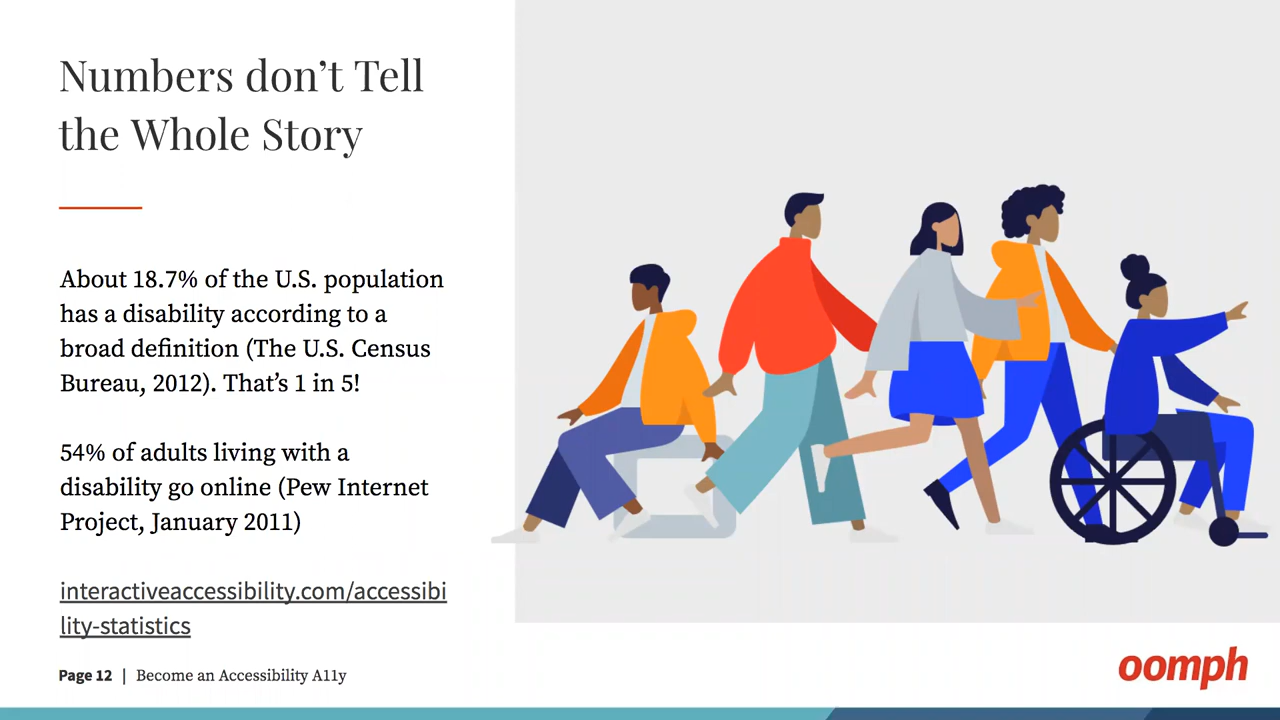 Numbers don’t Tell
the Whole Story
About 18.7% of the U.S. population
has a disability according to a
broad definition (The U.S. Census
Bureau, 2012). That’s 1 in 5!
54% of adults living with a
disability go online (Pew Internet
Project, January 2011)
interactiveaccessibility.com/accessibi
lity-statistics
Page 12 | Become an Accessibility A11y
oomph